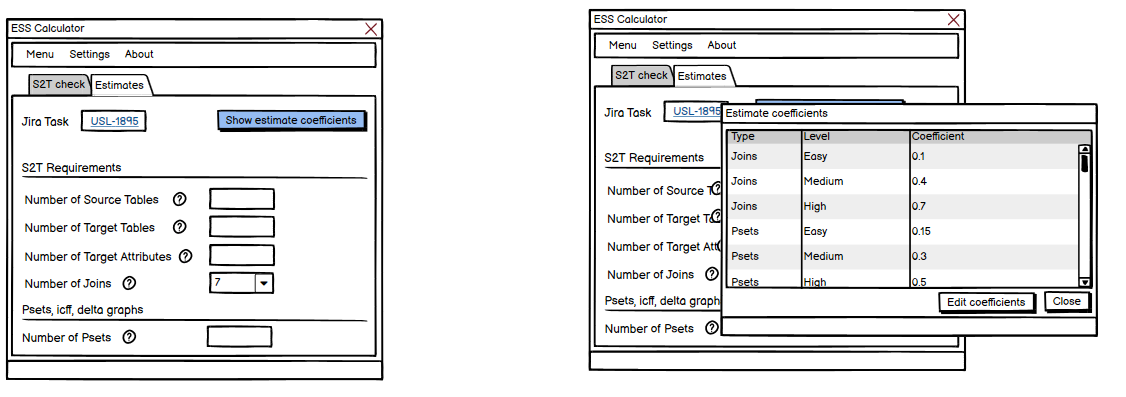 ESS Calculator
Menu Settings About
S2T check Estimates
Jira Task USL-1895 Show estimate coefficients
S2T Requirements
Number of Source Tables ?
Number of Target Tables ?
Number of Target Attributes ?
Number of Joins ? 7
Psets, icff, delta graphs
Number of Psets ?
ESS Calculator
Menu Settings About
S2T check Estimates
Jira Task USL-1895
S2T Requirements
Number of Source T ?
Number of Target Ta ?
Number of Target Att
Number of Joins ?
Psets, icff, delta graph
Number of Psets ?
Estimate coefficients
Type Level Coefficient
Joins Easy 0.1
Joins Medium 0.4
Joins High 0.7
Psets Easy 0.15
Psets Medium 0.3
Psets High 0.5
Edit coefficients Close